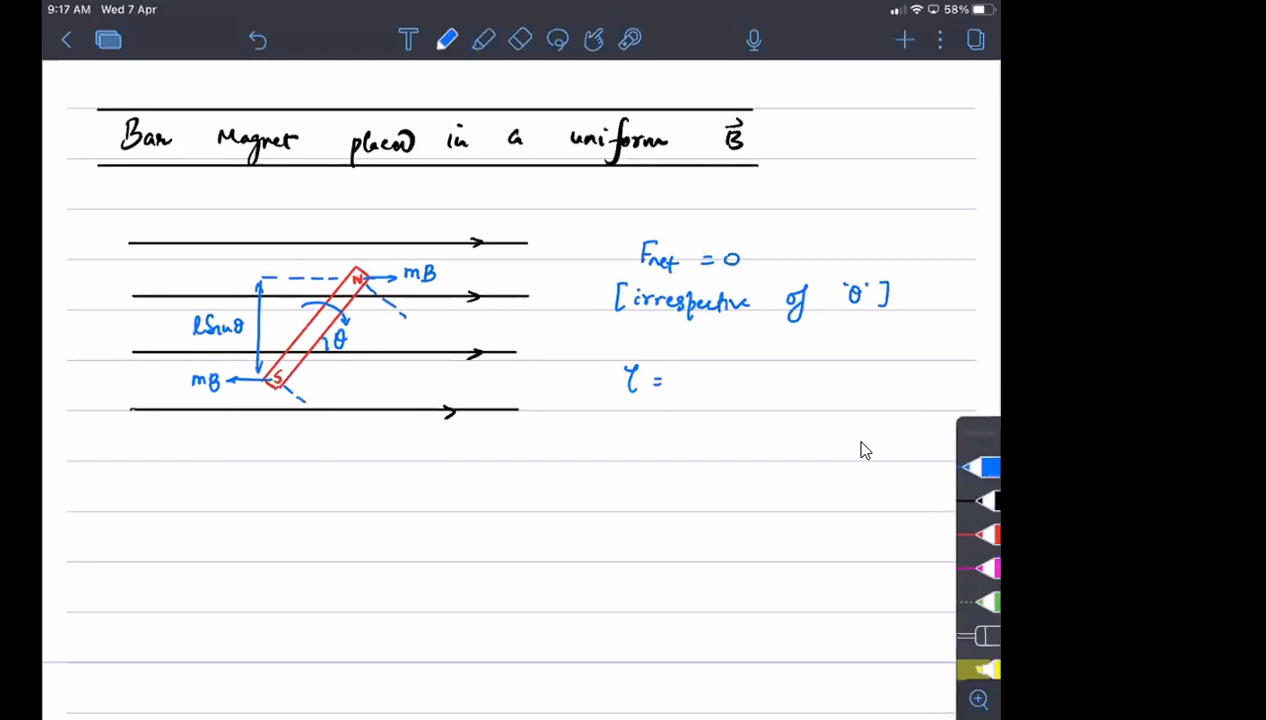 9:17 AM Wed 7 Apr 58%
T
Bar Magnet placed in a uniform B⃗
N mB
lSinθ
θ
mB S
Fnet = 0
[irrespective of 'θ']
τ =